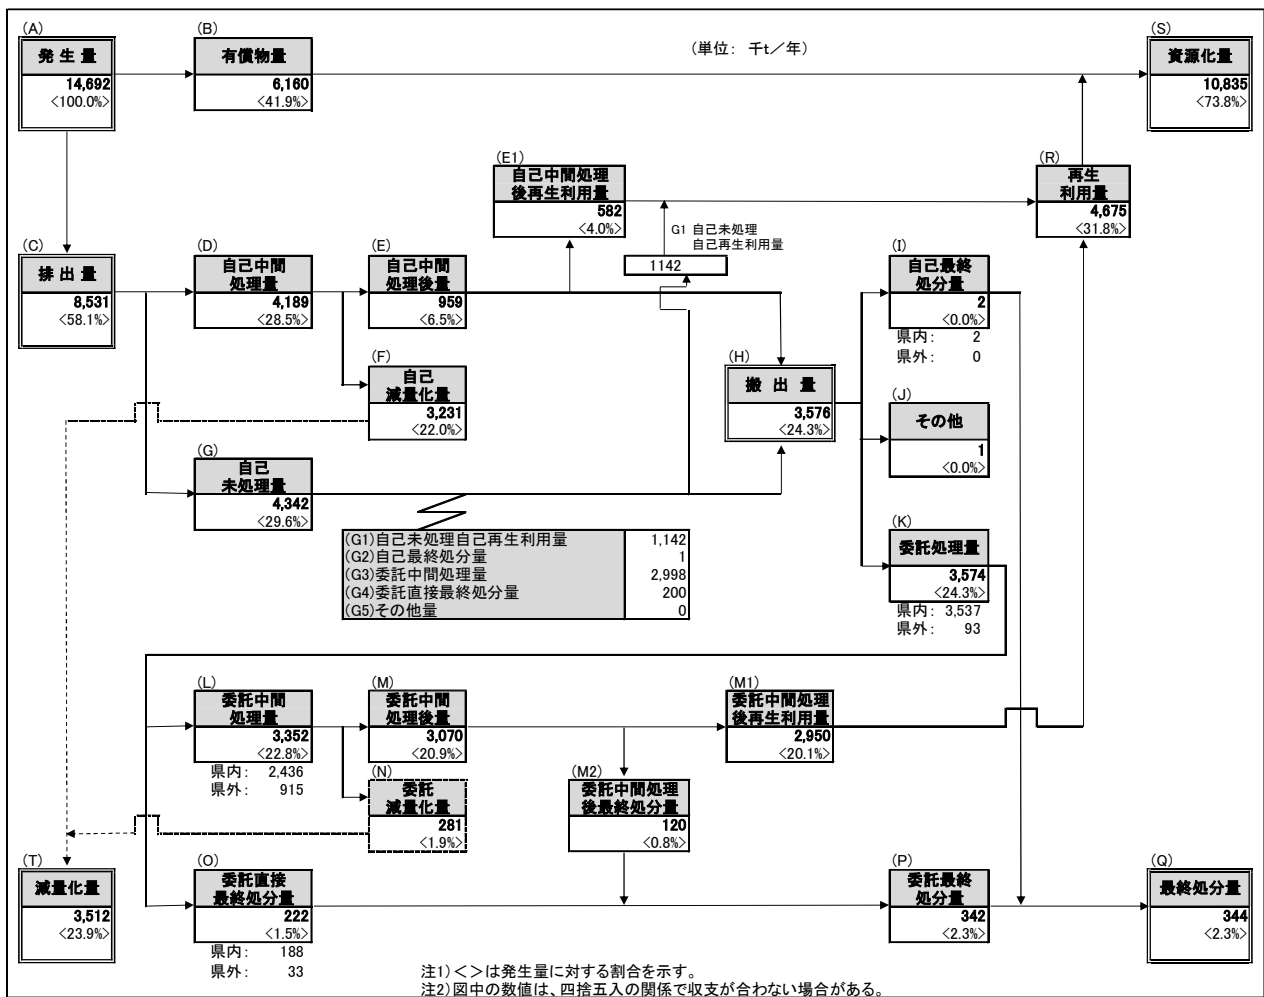 (A)
発生量
14,692
<100.0%>
(B)
有償物量
6,160
<41.9%>
(単位: 千t/年)
(S)
資源化量
10,835
<73.8%>
(E1)
自己中間処理
後再生利用量
582
<4.0%>
G1 自己未処理
自己再生利用量
1142
(R)
再生
利用量
4,675
<31.8%>
(C)
排出量
8,531
<58.1%>
(D)
自己中間
処理量
4,189
<28.5%>
(E)
自己中間
処理後量
959
<6.5%>
(I)
自己最終
処分量
2
<0.0%>
県内: 2
県外: 0
(F)
自己
減量化量
3,231
<22.0%>
(H)
搬出量
3,576
<24.3%>
(J)
その他
1
<0.0%>
(G)
自己
未処理量
4,342
<29.6%>
(G1)自己未処理自己再生利用量 1,142
(G2)自己最終処分量 1
(G3)委託中間処理量 2,998
(G4)委託直接最終処分量 200
(G5)その他量 0
(K)
委託処理量
3,574
<24.3%>
県内: 3,537
県外: 93
(L)
委託中間
処理量
3,352
<22.8%>
県内: 2,436
県外: 915
(M)
委託中間
処理後量
3,070
<20.9%>
(M1)
委託中間処理
後再生利用量
2,950
<20.1%>
(N)
委託
減量化量
281
<1.9%>
(M2)
委託中間処理
後最終処分量
120
<0.8%>
(T)
減量化量
3,512
<23.9%>
(O)
委託直接
最終処分量
222
<1.5%>
県内: 188
県外: 33
(P)
委託最終
処分量
342
<2.3%>
(Q)
最終処分量
344
<2.3%>
注1)<>は発生量に対する割合を示す。
注2)図中の数値は、四捨五入の関係で収支が合わない場合がある。